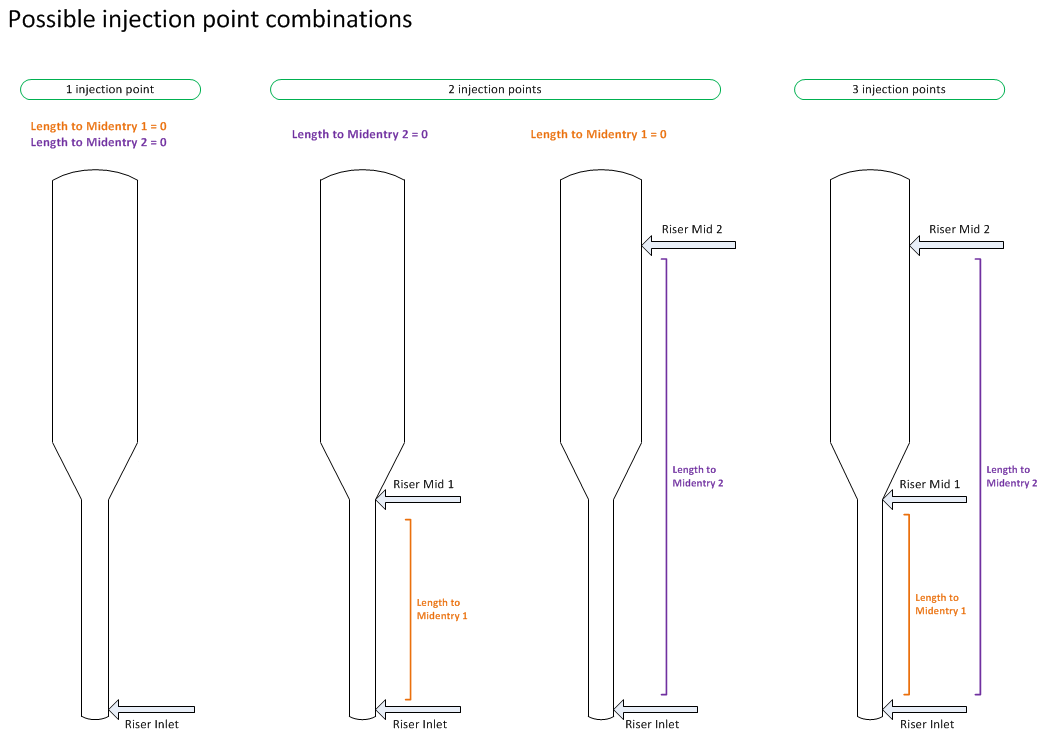 Possible injection point combinations
1 injection point
2 injection points
3 injection points
Length to Midentry 1 = 0
Length to Midentry 2 = 0
Length to Midentry 2 = 0
Length to Midentry 1 = 0
Riser Mid 2
Riser Mid 2
Length to
Midentry 2
Length to
Midentry 2
Riser Mid 1
Riser Mid 1
Length to
Midentry 1
Length to
Midentry 1
Riser Inlet
Riser Inlet
Riser Inlet
Riser Inlet